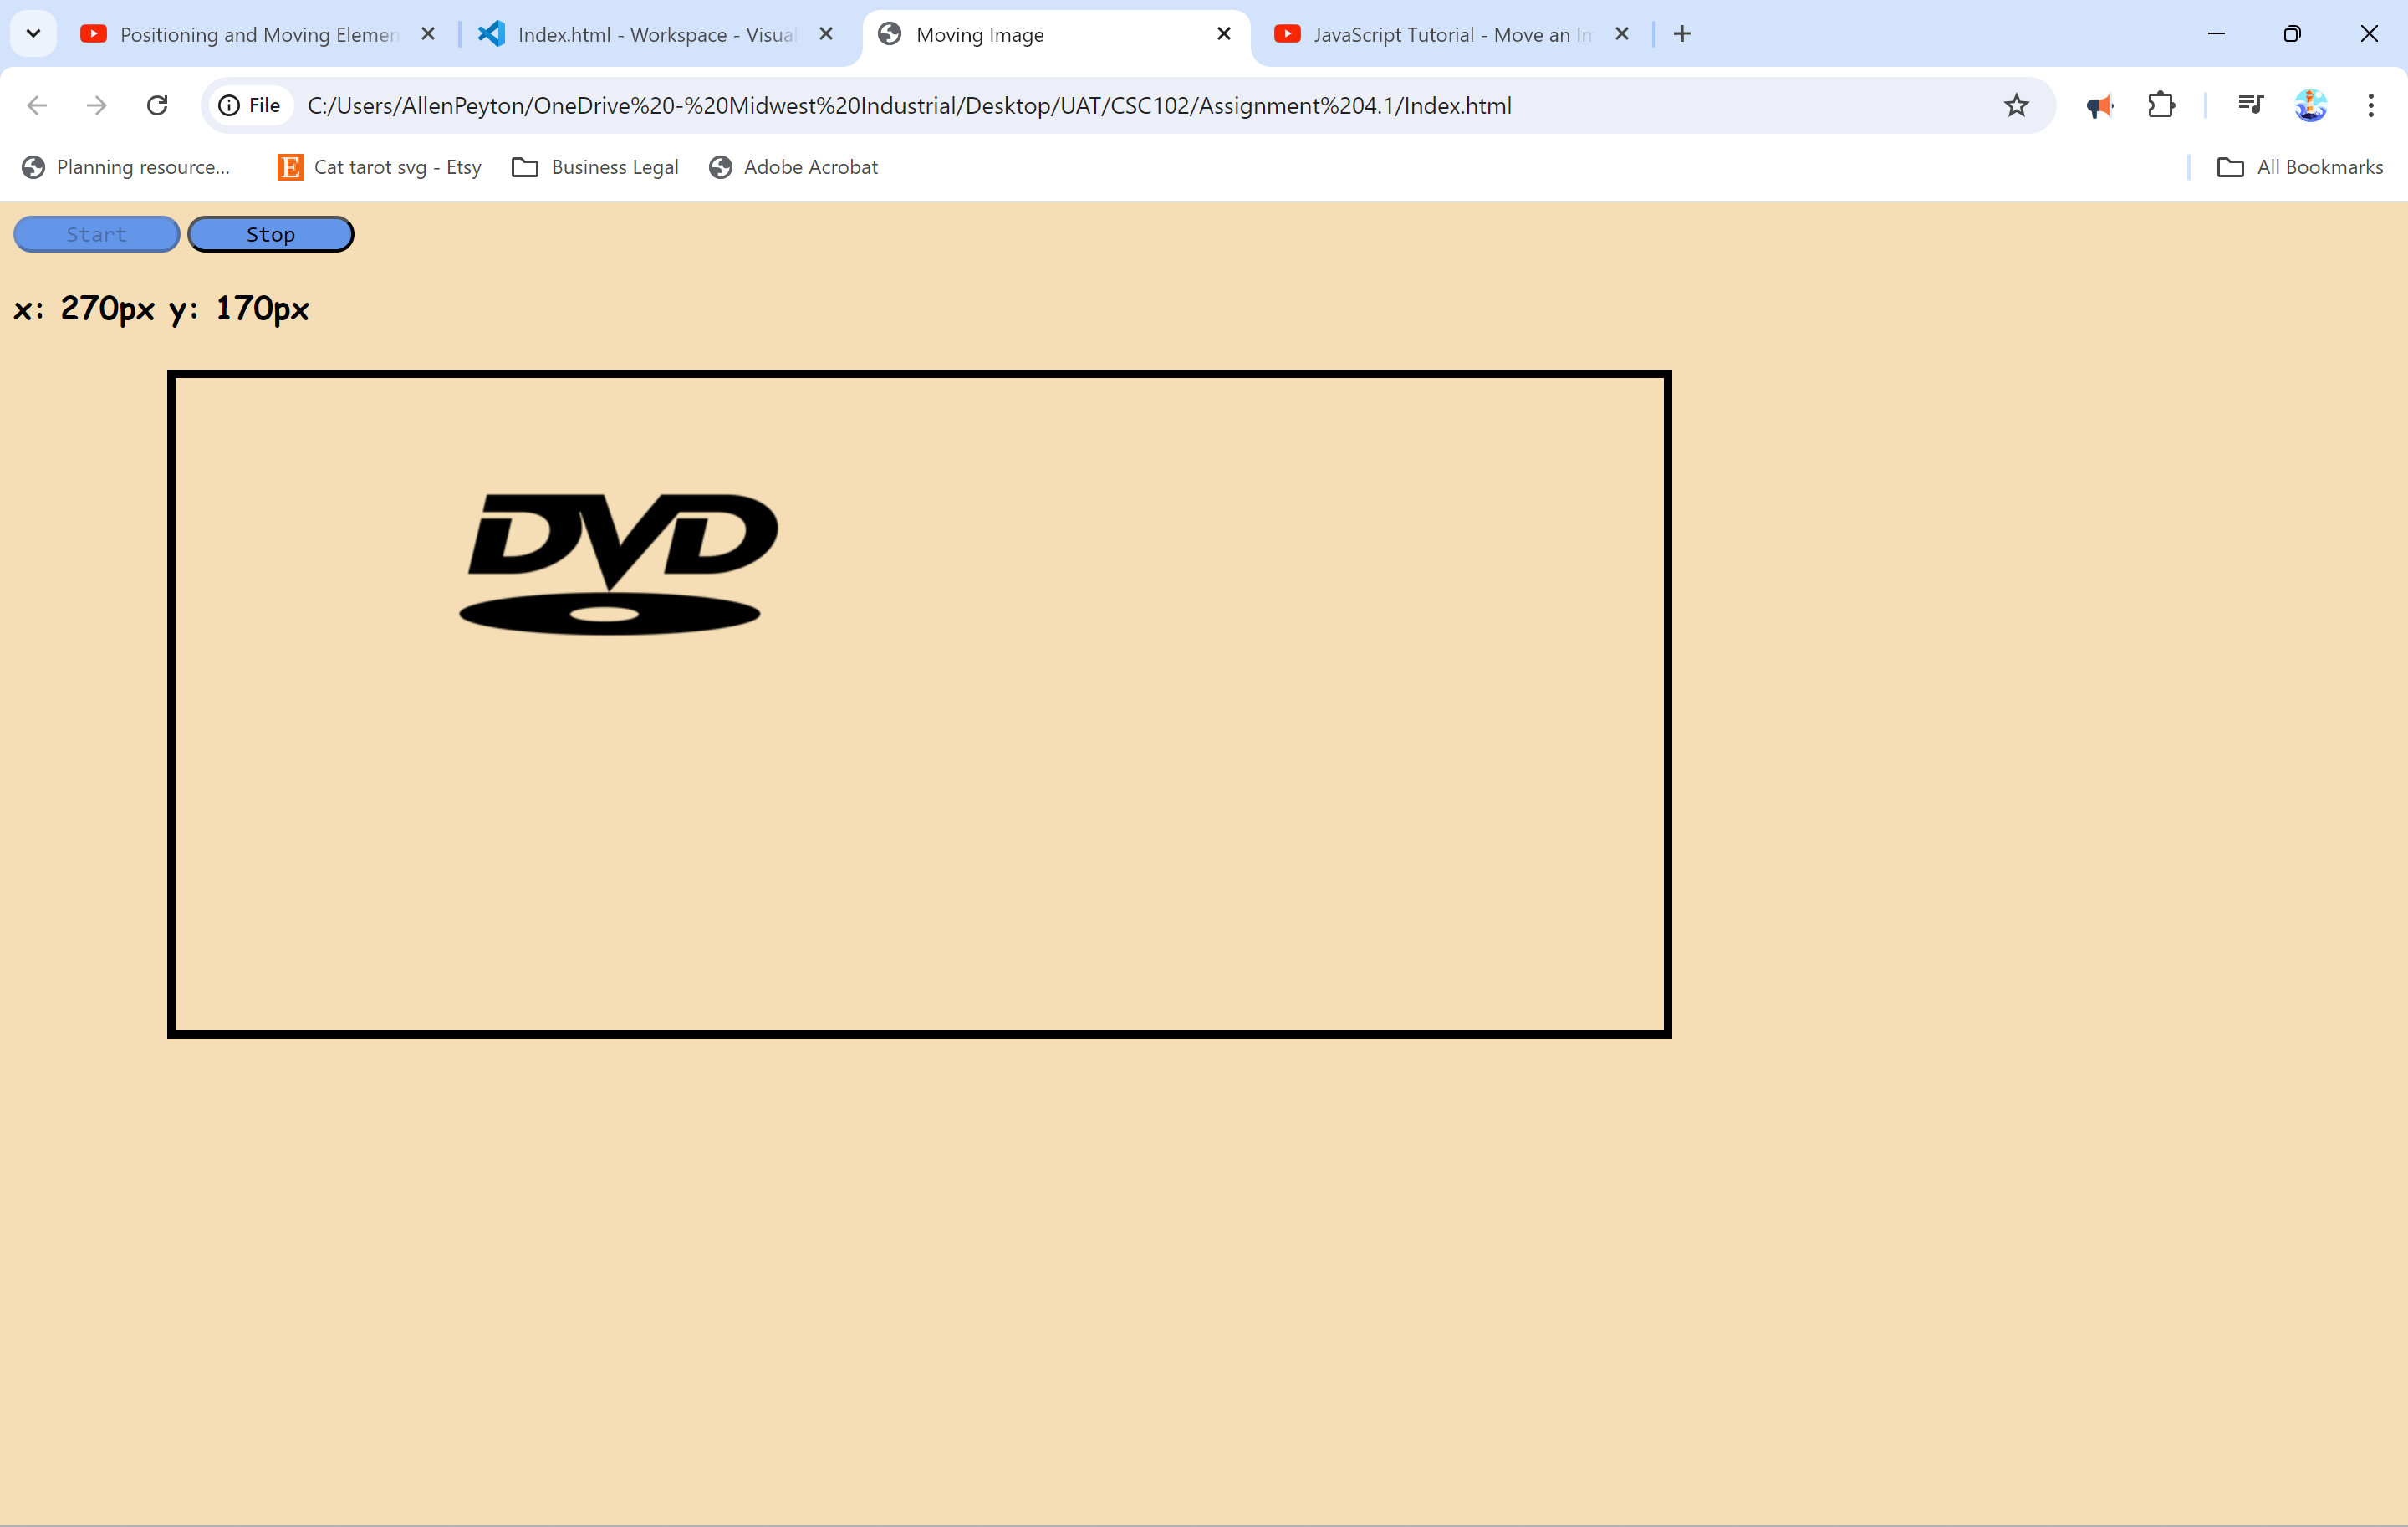 Positioning and Moving Elemen
Index.html - Workspace - Visual
Moving Image
JavaScript Tutorial - Move an Im
File
C:/Users/AllenPeyton/OneDrive%20-%20Midwest%20Industrial/Desktop/UAT/CSC102/Assignment%204.1/Index.html
Planning resource...
Cat tarot svg - Etsy
Business Legal
Adobe Acrobat
All Bookmarks
Start
Stop
x: 270px y: 170px
DVD